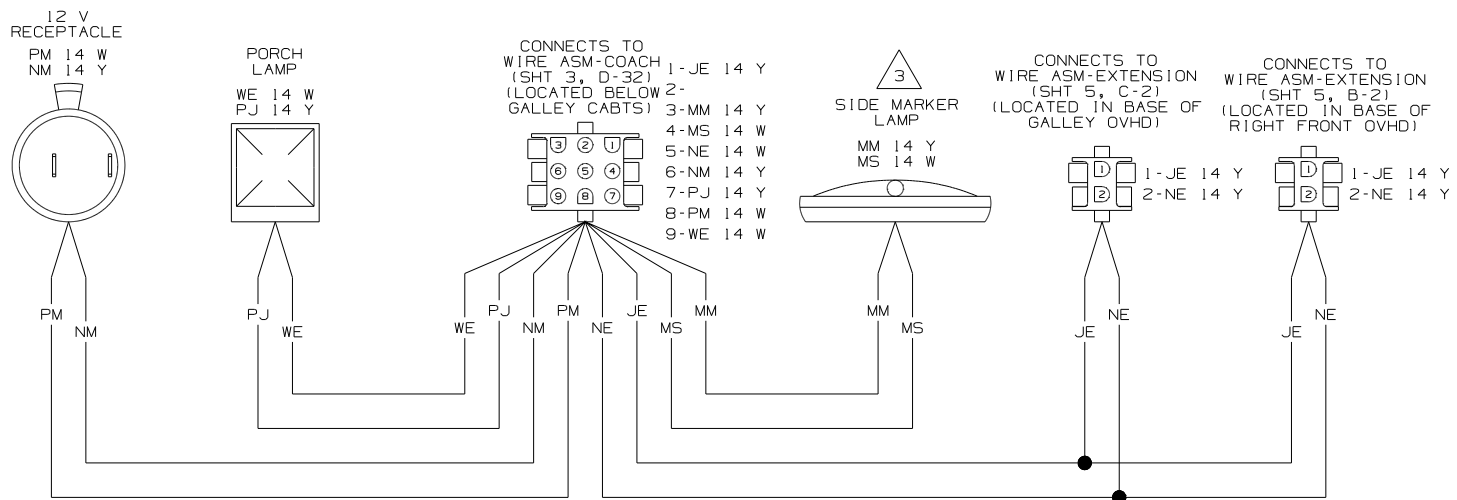 12 V
RECEPTACLE
PM 14 W
NM 14 Y
PORCH
LAMP
WE 14 W
PJ 14 Y
CONNECTS TO
WIRE ASM-COACH
(SHT 3, D-32)
(LOCATED BELOW
GALLEY CABTS)
1-JE 14 Y
2-
3-MM 14 Y
4-MS 14 W
5-NE 14 W
6-NM 14 Y
7-PJ 14 Y
8-PM 14 W
9-WE 14 W
3 2 1
6 5 4
9 8 7
3
SIDE MARKER
LAMP
MM 14 Y
MS 14 W
CONNECTS TO
WIRE ASM-EXTENSION
(SHT 5, C-2)
(LOCATED IN BASE OF
GALLEY OVHD)
1
2
1-JE 14 Y
2-NE 14 Y
CONNECTS TO
WIRE ASM-EXTENSION
(SHT 5, B-2)
(LOCATED IN BASE OF
RIGHT FRONT OVHD)
1
2
1-JE 14 Y
2-NE 14 Y
PM
NM
PJ
WE
WE
PJ
NM
PM
NE
JE
MS
MM
MM
MS
JE
NE
JE
NE